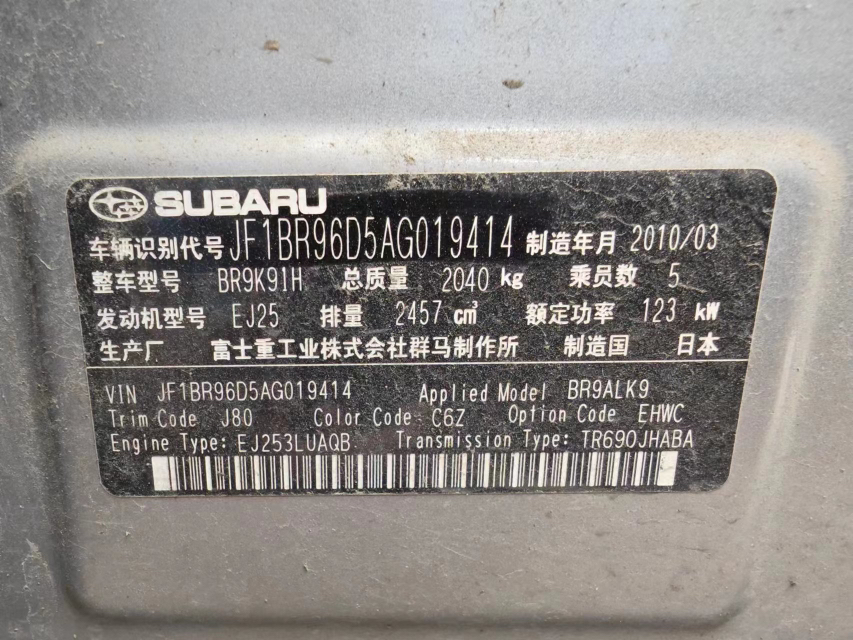 SUBARU
车辆识别代号 JF1BR96D5AG019414 制造年月 2010/03
整车型号 BR9K91H 总质量 2040 kg 乘员数 5
发动机型号 EJ25 排量 2457 cm³ 额定功率 123 kW
生产厂 富士重工业株式会社群马制作所 制造国 日本
VIN JF1BR96D5AG019414 Applied Model BR9ALK9
Trim Code J80 Color Code C6Z Option Code EHWC
Engine Type: EJ253LUAQB Transmission Type: TR690JHABA